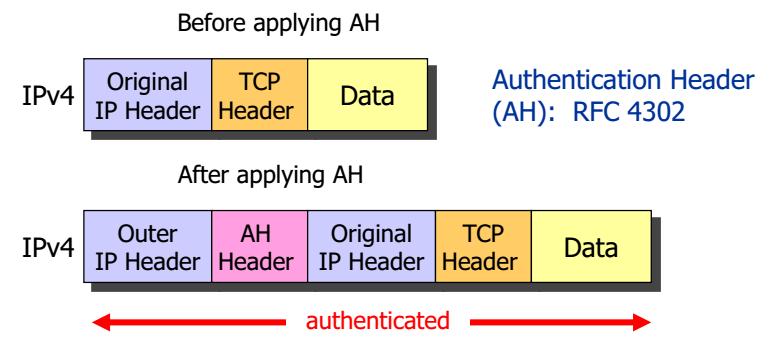 Before applying AH
IPv4
Original
IP Header
TCP
Header
Data
Authentication Header
(AH): RFC 4302
After applying AH
IPv4
Outer
IP Header
AH
Header
Original
IP Header
TCP
Header
Data
authenticated